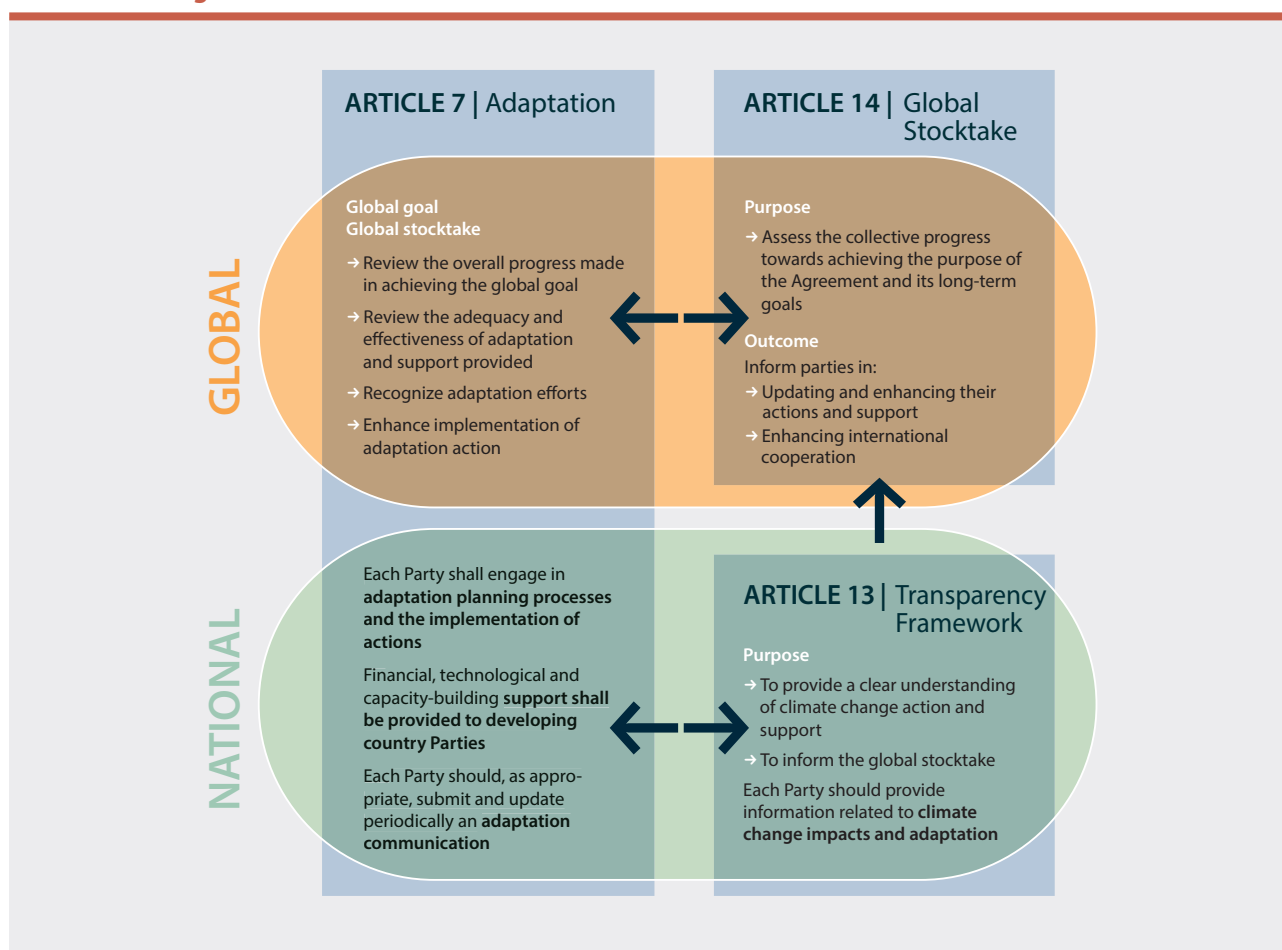 ARTICLE 7 | Adaptation
Global goal
Global stocktake
→ Review the overall progress made
in achieving the global goal
→ Review the adequacy and
effectiveness of adaptation
and support provided
→ Recognize adaptation efforts
→ Enhance implementation of
adaptation action
ARTICLE 14 | Global
Stocktake
Purpose
→ Assess the collective progress
towards achieving the purpose of
the Agreement and its long-term
goals
Outcome
Inform parties in:
→ Updating and enhancing their
actions and support
→ Enhancing international
cooperation
GLOBAL
NATIONAL
Each Party shall engage in
adaptation planning processes
and the implementation of
actions
Financial, technological and
capacity-building support shall
be provided to developing
country Parties
Each Party should, as appro-
priate, submit and update
periodically an adaptation
communication
ARTICLE 13 | Transparency
Framework
Purpose
→ To provide a clear understanding
of climate change action and
support
→ To inform the global stocktake
Each Party should provide
information related to climate
change impacts and adaptation